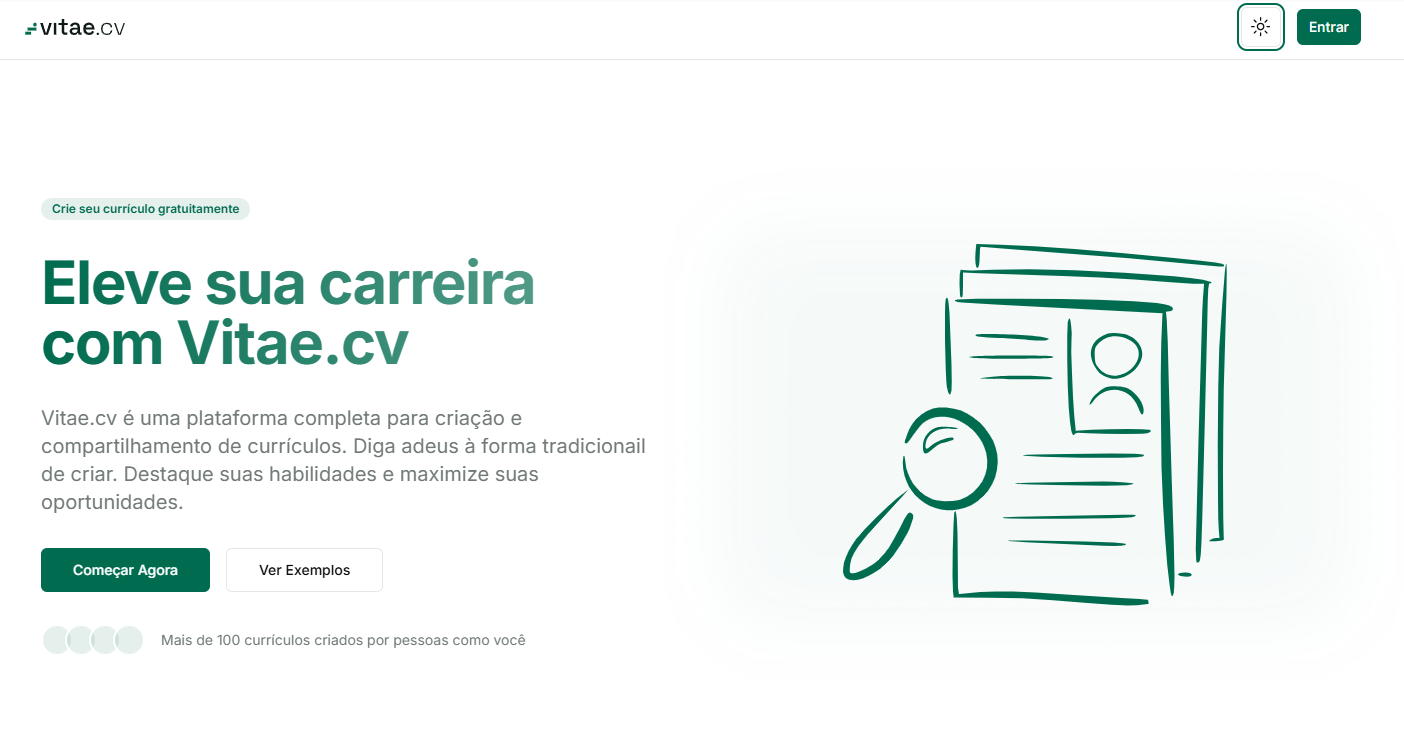 vitae.cv
Entrar
Crie seu currículo gratuitamente
Eleve sua carreira
com Vitae.cv
Vitae.cv é uma plataforma completa para criação e
compartilhamento de currículos. Diga adeus à forma tradicionail
de criar. Destaque suas habilidades e maximize suas
oportunidades.
Começar Agora
Ver Exemplos
Mais de 100 currículos criados por pessoas como você